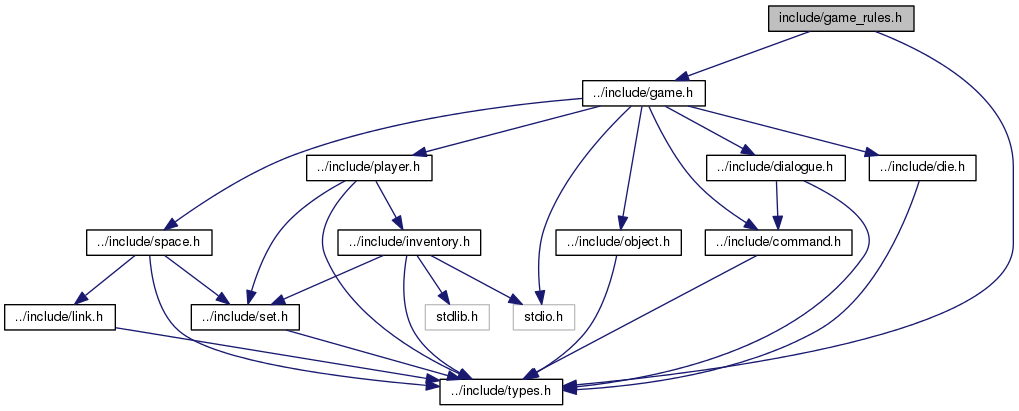 include/game_rules.h
../include/game.h
../include/player.h
../include/dialogue.h
../include/die.h
../include/space.h
../include/inventory.h
../include/object.h
../include/command.h
../include/link.h
../include/set.h
stdlib.h
stdio.h
../include/types.h